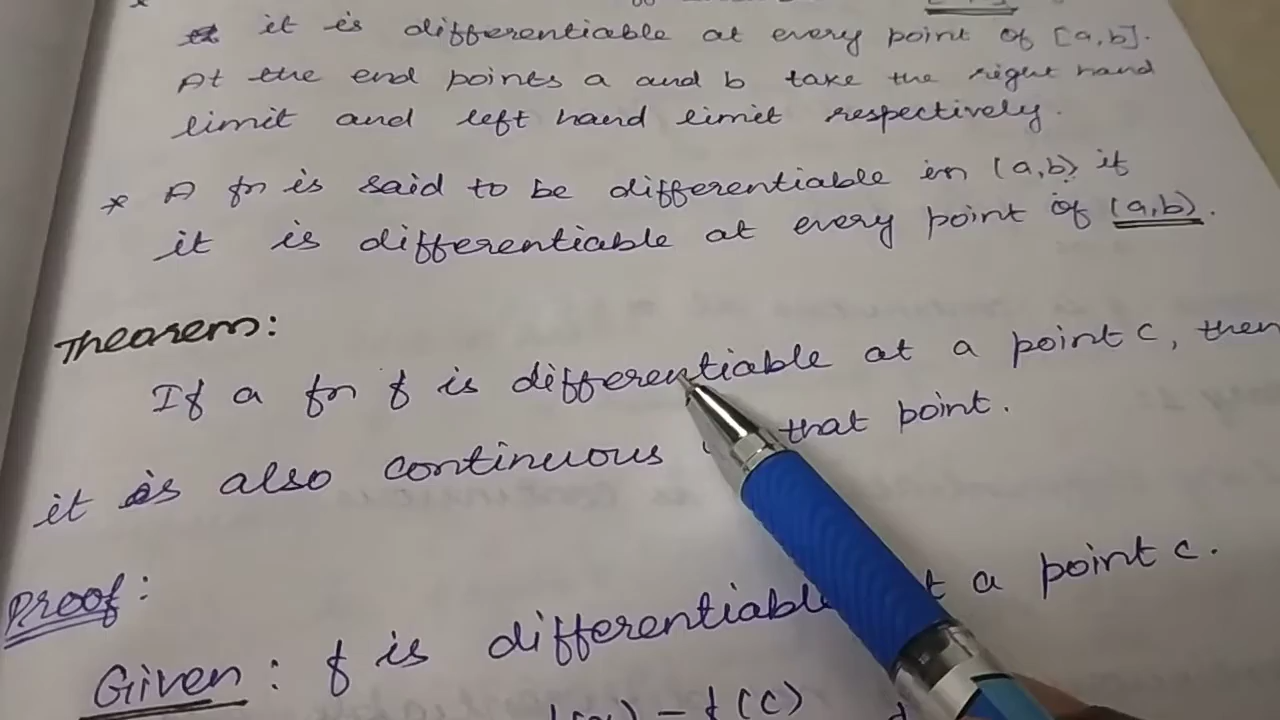 it is differentiable at every point of [a,b].
At the end points a and b take the right hand
limit and left hand limit respectively.
* A fn is said to be differentiable in (a,b) if
it is differentiable at every point of (a,b).
Theorem:
If a fn f is differentiable at a point c, then
it is also continuous that point.
Proof:
Given: f is differentiable a point c.
- f(c)